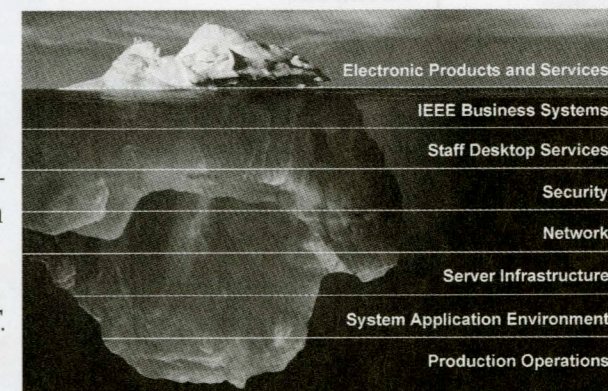 Electronic Products and Services
IEEE Business Systems
Staff Desktop Services
Security
Network
Server Infrastructure
System Application Environment
Production Operations